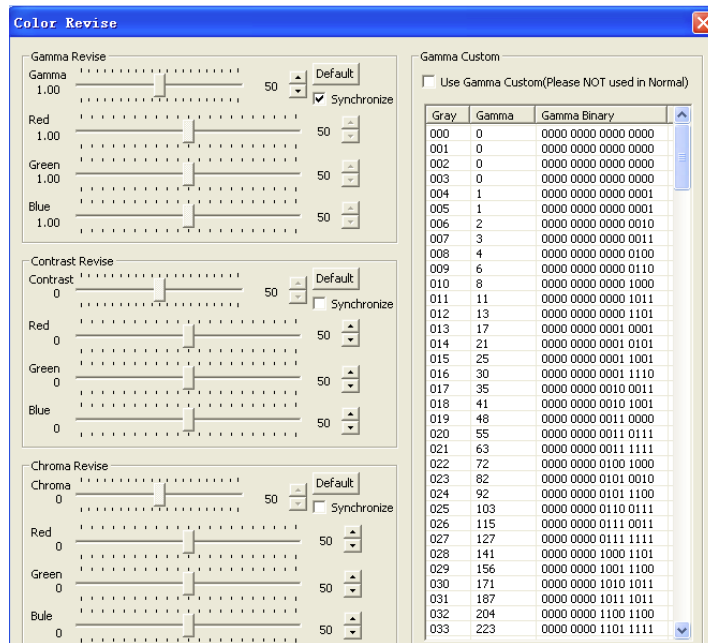 Color Revise
Gamma Revise
Gamma
1.00
50
Default
Synchronize
Red
1.00
50
Green
1.00
50
Blue
1.00
50
Contrast Revise
Contrast
0
50
Default
Synchronize
Red
0
50
Green
0
50
Blue
0
50
Chroma Revise
Chroma
0
50
Default
Synchronize
Red
0
50
Green
0
50
Bule
0
50
Gamma Custom
Use Gamma Custom(Please NOT used in Normal)
Gray Gamma Gamma Binary
000 0 0000 0000 0000 0000
001 0 0000 0000 0000 0000
002 0 0000 0000 0000 0000
003 0 0000 0000 0000 0000
004 1 0000 0000 0000 0001
005 1 0000 0000 0000 0001
006 2 0000 0000 0000 0010
007 3 0000 0000 0000 0011
008 4 0000 0000 0000 0100
009 6 0000 0000 0000 0110
010 8 0000 0000 0000 1000
011 11 0000 0000 0000 1011
012 13 0000 0000 0000 1101
013 17 0000 0000 0001 0001
014 21 0000 0000 0001 0101
015 25 0000 0000 0001 1001
016 30 0000 0000 0001 1110
017 35 0000 0000 0010 0011
018 41 0000 0000 0010 1001
019 48 0000 0000 0011 0000
020 55 0000 0000 0011 0111
021 63 0000 0000 0011 1111
022 72 0000 0000 0100 1000
023 82 0000 0000 0101 0010
024 92 0000 0000 0101 1100
025 103 0000 0000 0110 0111
026 115 0000 0000 0111 0011
027 127 0000 0000 0111 1111
028 141 0000 0000 1000 1101
029 156 0000 0000 1001 1100
030 171 0000 0000 1010 1011
031 187 0000 0000 1011 1011
032 204 0000 0000 1100 1100
033 223 0000 0000 1101 1111